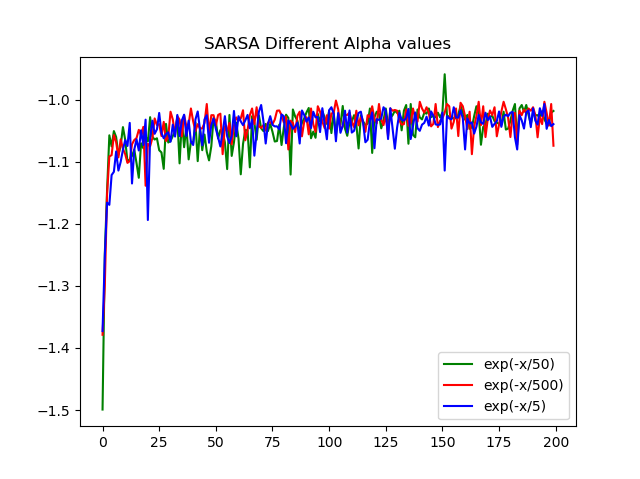 SARSA Different Alpha values
−1.0
−1.1
−1.2
−1.3
−1.4
−1.5
0 25 50 75 100 125 150 175 200
exp(-x/50)
exp(-x/500)
exp(-x/5)